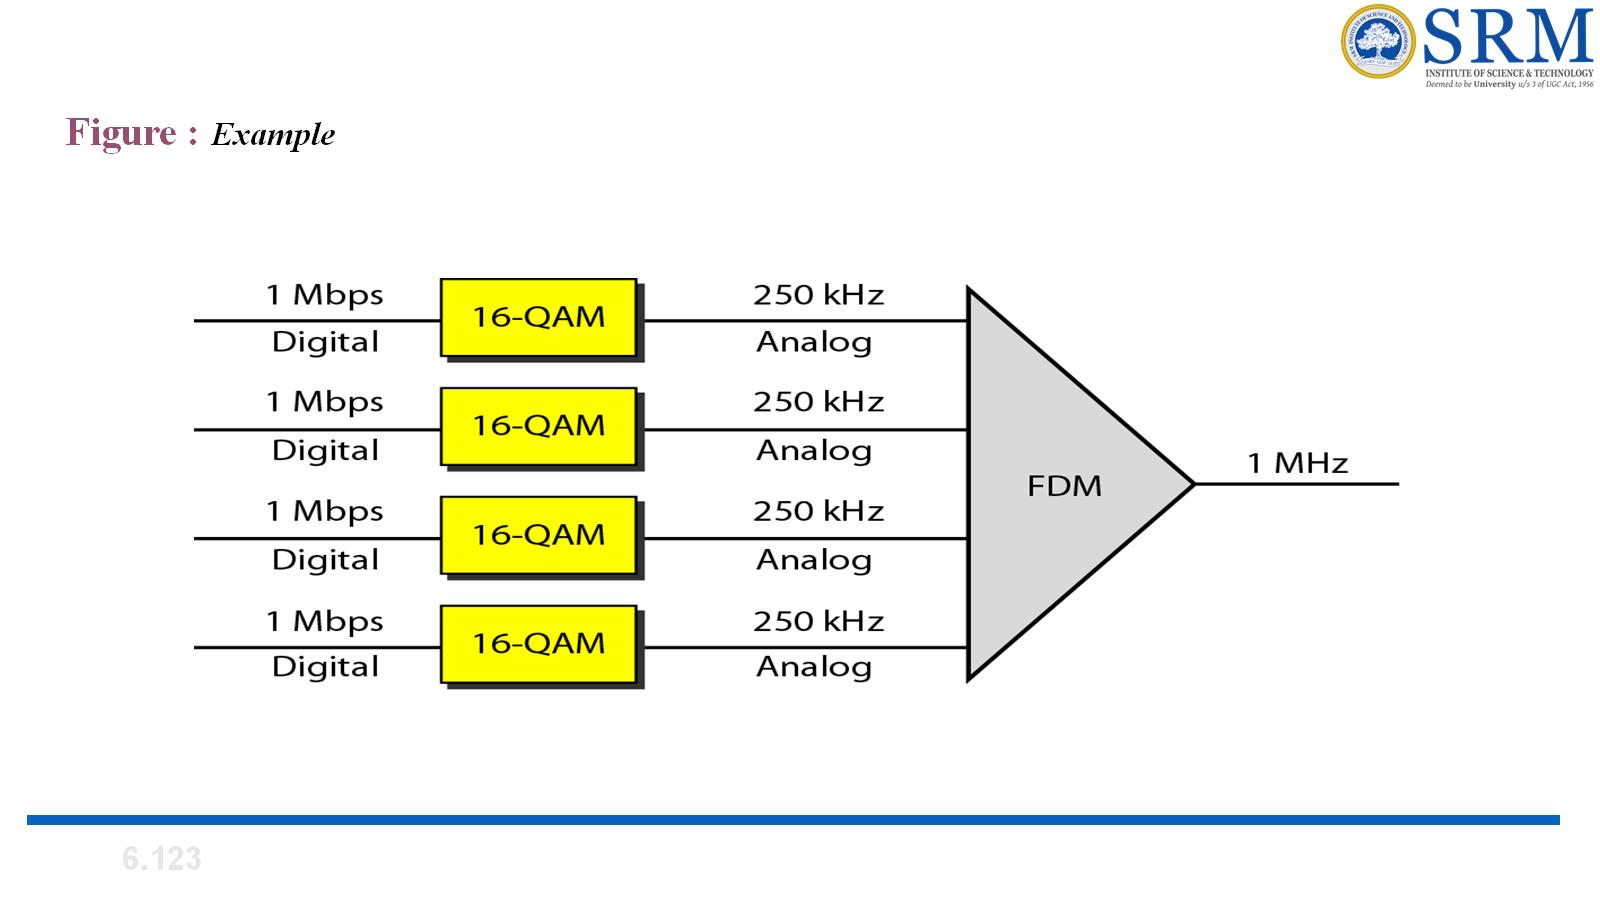 SRM
INSTITUTE OF SCIENCE & TECHNOLOGY
Deemed to be University u/s 3 of UGC Act, 1956
Figure : Example
1 Mbps
Digital
16-QAM
250 kHz
Analog
1 Mbps
Digital
16-QAM
250 kHz
Analog
1 Mbps
Digital
16-QAM
250 kHz
Analog
1 Mbps
Digital
16-QAM
250 kHz
Analog
FDM
1 MHz
6.123